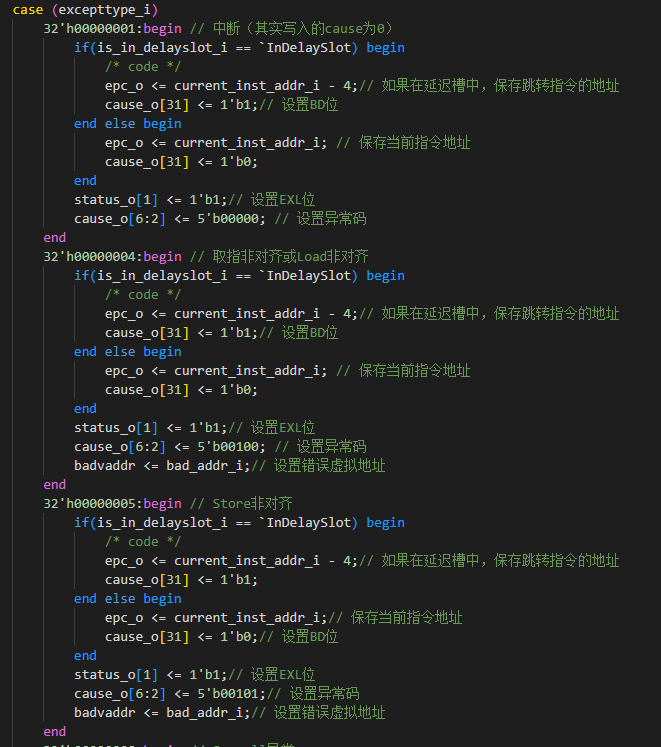 case (excepttype_i)
32'h00000001:begin // 中断（其实写入的cause为0）
if(is_in_delayslot_i == `InDelaySlot) begin
/* code */
epc_o <= current_inst_addr_i - 4;// 如果在延迟槽中，保存跳转指令的地址
cause_o[31] <= 1'b1;// 设置BD位
end else begin
epc_o <= current_inst_addr_i; // 保存当前指令地址
cause_o[31] <= 1'b0;
end
status_o[1] <= 1'b1;// 设置EXL位
cause_o[6:2] <= 5'b00000; // 设置异常码
end
32'h00000004:begin // 取指非对齐或Load非对齐
if(is_in_delayslot_i == `InDelaySlot) begin
/* code */
epc_o <= current_inst_addr_i - 4;// 如果在延迟槽中，保存跳转指令的地址
cause_o[31] <= 1'b1;// 设置BD位
end else begin
epc_o <= current_inst_addr_i; // 保存当前指令地址
cause_o[31] <= 1'b0;
end
status_o[1] <= 1'b1;// 设置EXL位
cause_o[6:2] <= 5'b00100; // 设置异常码
badvaddr <= bad_addr_i;// 设置错误虚拟地址
end
32'h00000005:begin // Store非对齐
if(is_in_delayslot_i == `InDelaySlot) begin
/* code */
epc_o <= current_inst_addr_i - 4;// 如果在延迟槽中，保存跳转指令的地址
cause_o[31] <= 1'b1;
end else begin
epc_o <= current_inst_addr_i;// 保存当前指令地址
cause_o[31] <= 1'b0;// 设置BD位
end
status_o[1] <= 1'b1;// 设置EXL位
cause_o[6:2] <= 5'b00101;// 设置异常码
badvaddr <= bad_addr_i;// 设置错误虚拟地址
end